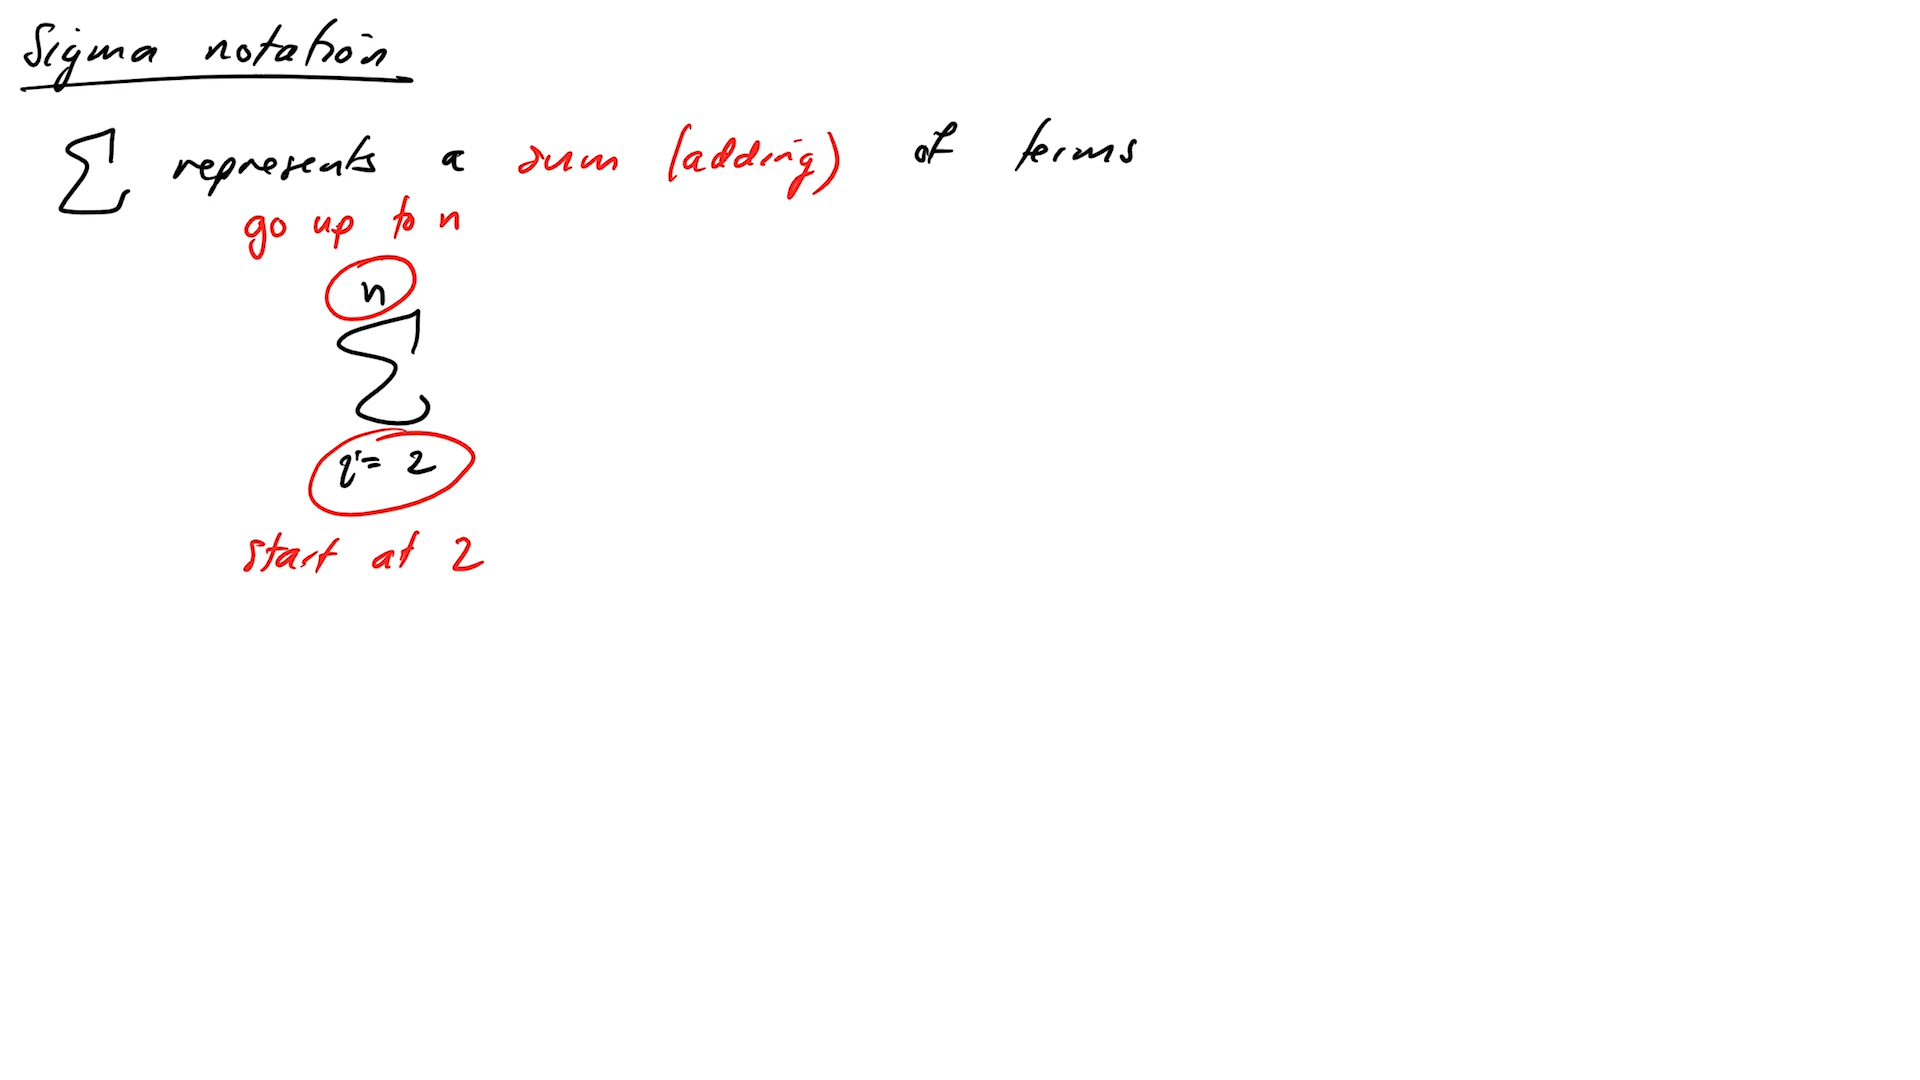 Sigma notation
∑ represents a sum (adding) of terms
go up to n
n
∑
i = 2
start at 2